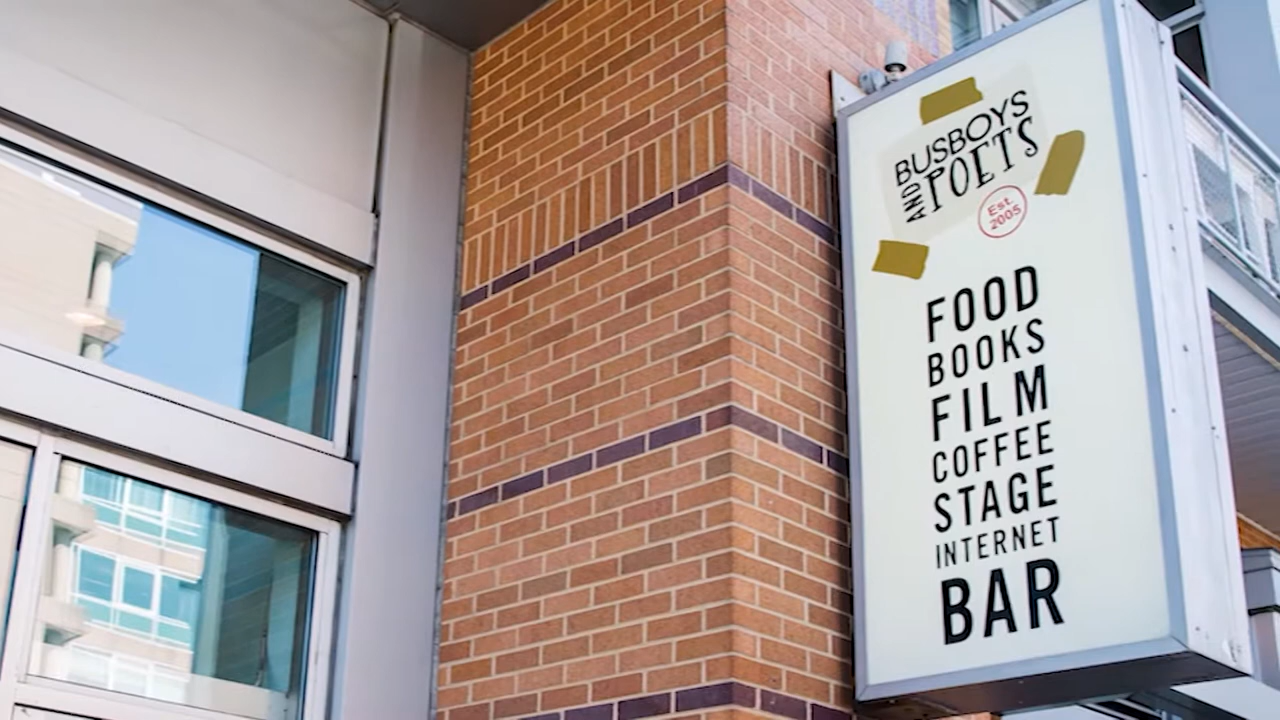 BUSBOYS
AND POETS
Est.
2005
FOOD
BOOKS
FILM
COFFEE
STAGE
INTERNET
BAR